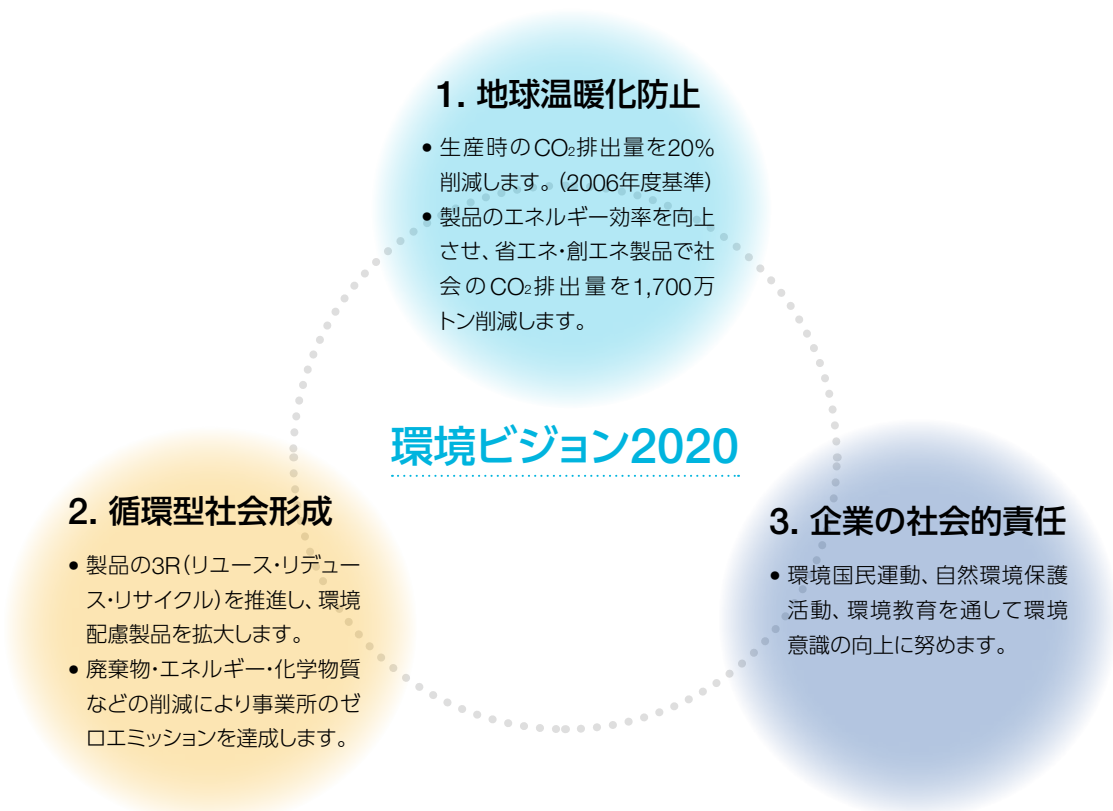 1. 地球温暖化防止
• 生産時のCO₂排出量を20%
削減します。(2006年度基準)
• 製品のエネルギー効率を向上
させ、省エネ・創エネ製品で社
会のCO₂排出量を1,700万
トン削減します。
環境ビジョン2020
2. 循環型社会形成
• 製品の3R(リユース・リデュー
ス・リサイクル)を推進し、環境
配慮製品を拡大します。
• 廃棄物・エネルギー・化学物質
などの削減により事業所のゼ
ロエミッションを達成します。
3. 企業の社会的責任
• 環境国民運動、自然環境保護
活動、環境教育を通して環境
意識の向上に努めます。